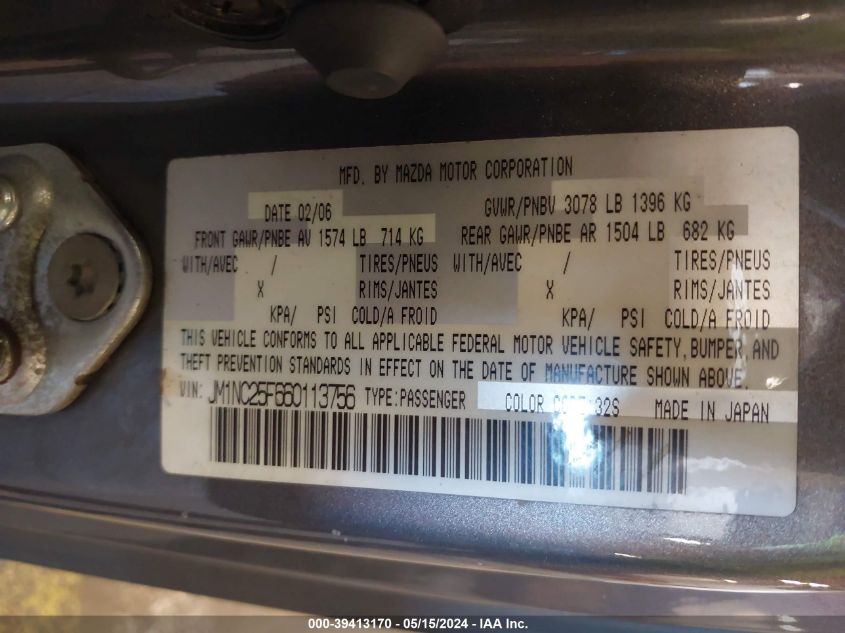 MFD. BY MAZDA MOTOR CORPORATION
DATE 02/06 GVWR/PNBV 3078 LB 1396 KG
FRONT GAWR/PNBE AV 1574 LB 714 KG REAR GAWR/PNBE AR 1504 LB 682 KG
WITH/AVEC / TIRES/PNEUS WITH/AVEC / TIRES/PNEUS
X RIMS/JANTES X RIMS/JANTES
KPA/ PSI COLD/A FROID KPA/ PSI COLD/A FROID
THIS VEHICLE CONFORMS TO ALL APPLICABLE FEDERAL MOTOR VEHICLE SAFETY, BUMPER, AND
THEFT PREVENTION STANDARDS IN EFFECT ON THE DATE OF MANUFACTURE SHOWN ABOVE.
VIN: JM1NC25F660113756 TYPE:PASSENGER COLOR 32S MADE IN JAPAN
000-39413170 - 05/15/2024 - IAA Inc.